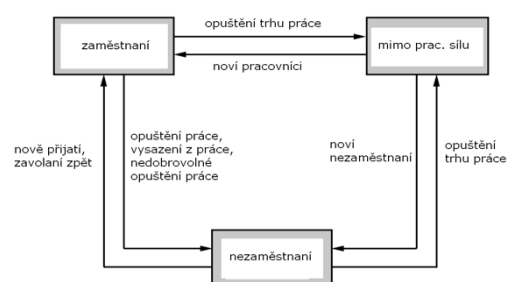 opuštění trhu práce
zaměstnaní
mimo prac. sílu
noví pracovníci
nově přijatí,
zavolaní zpět
opuštění práce,
vysazení z práce,
nedobrovolné
opuštění práce
noví
nezaměstnaní
opuštění
trhu práce
nezaměstnaní